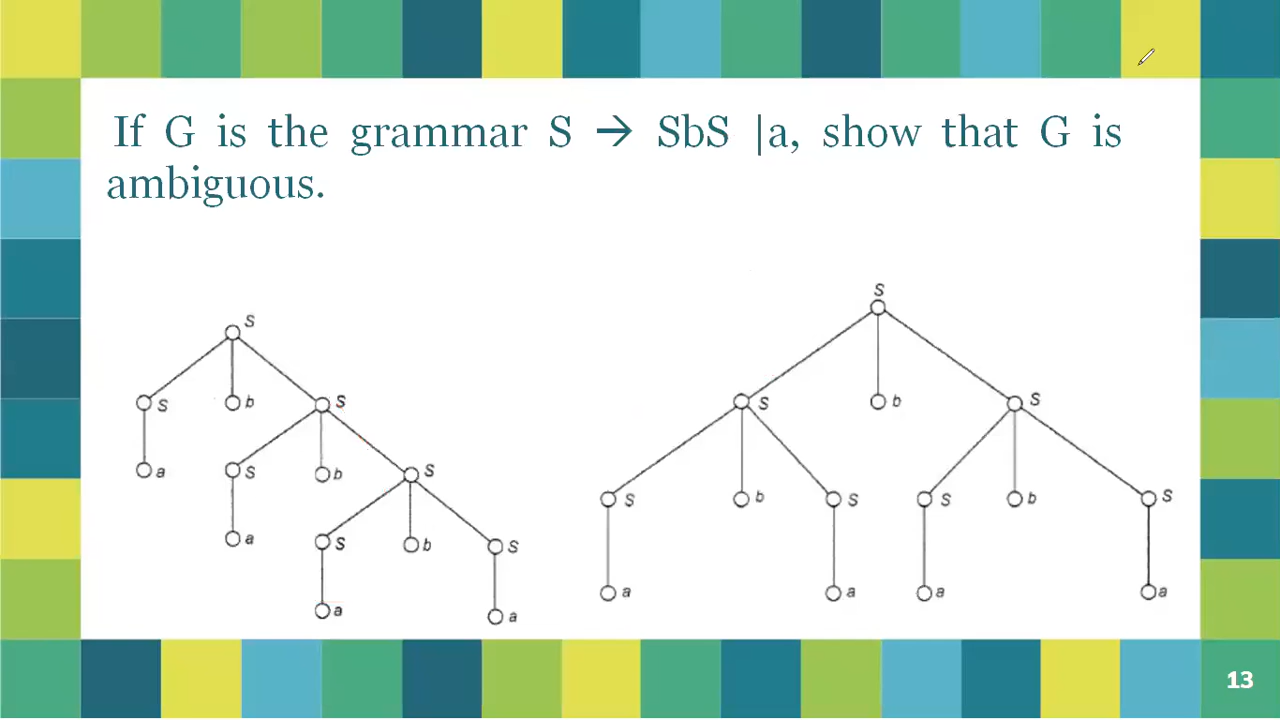 If G is the grammar S → SbS |a, show that G is
ambiguous.
S
S b S
a S b S
a S b S
a a
S
S b S
S b S S b S
a a a a
13